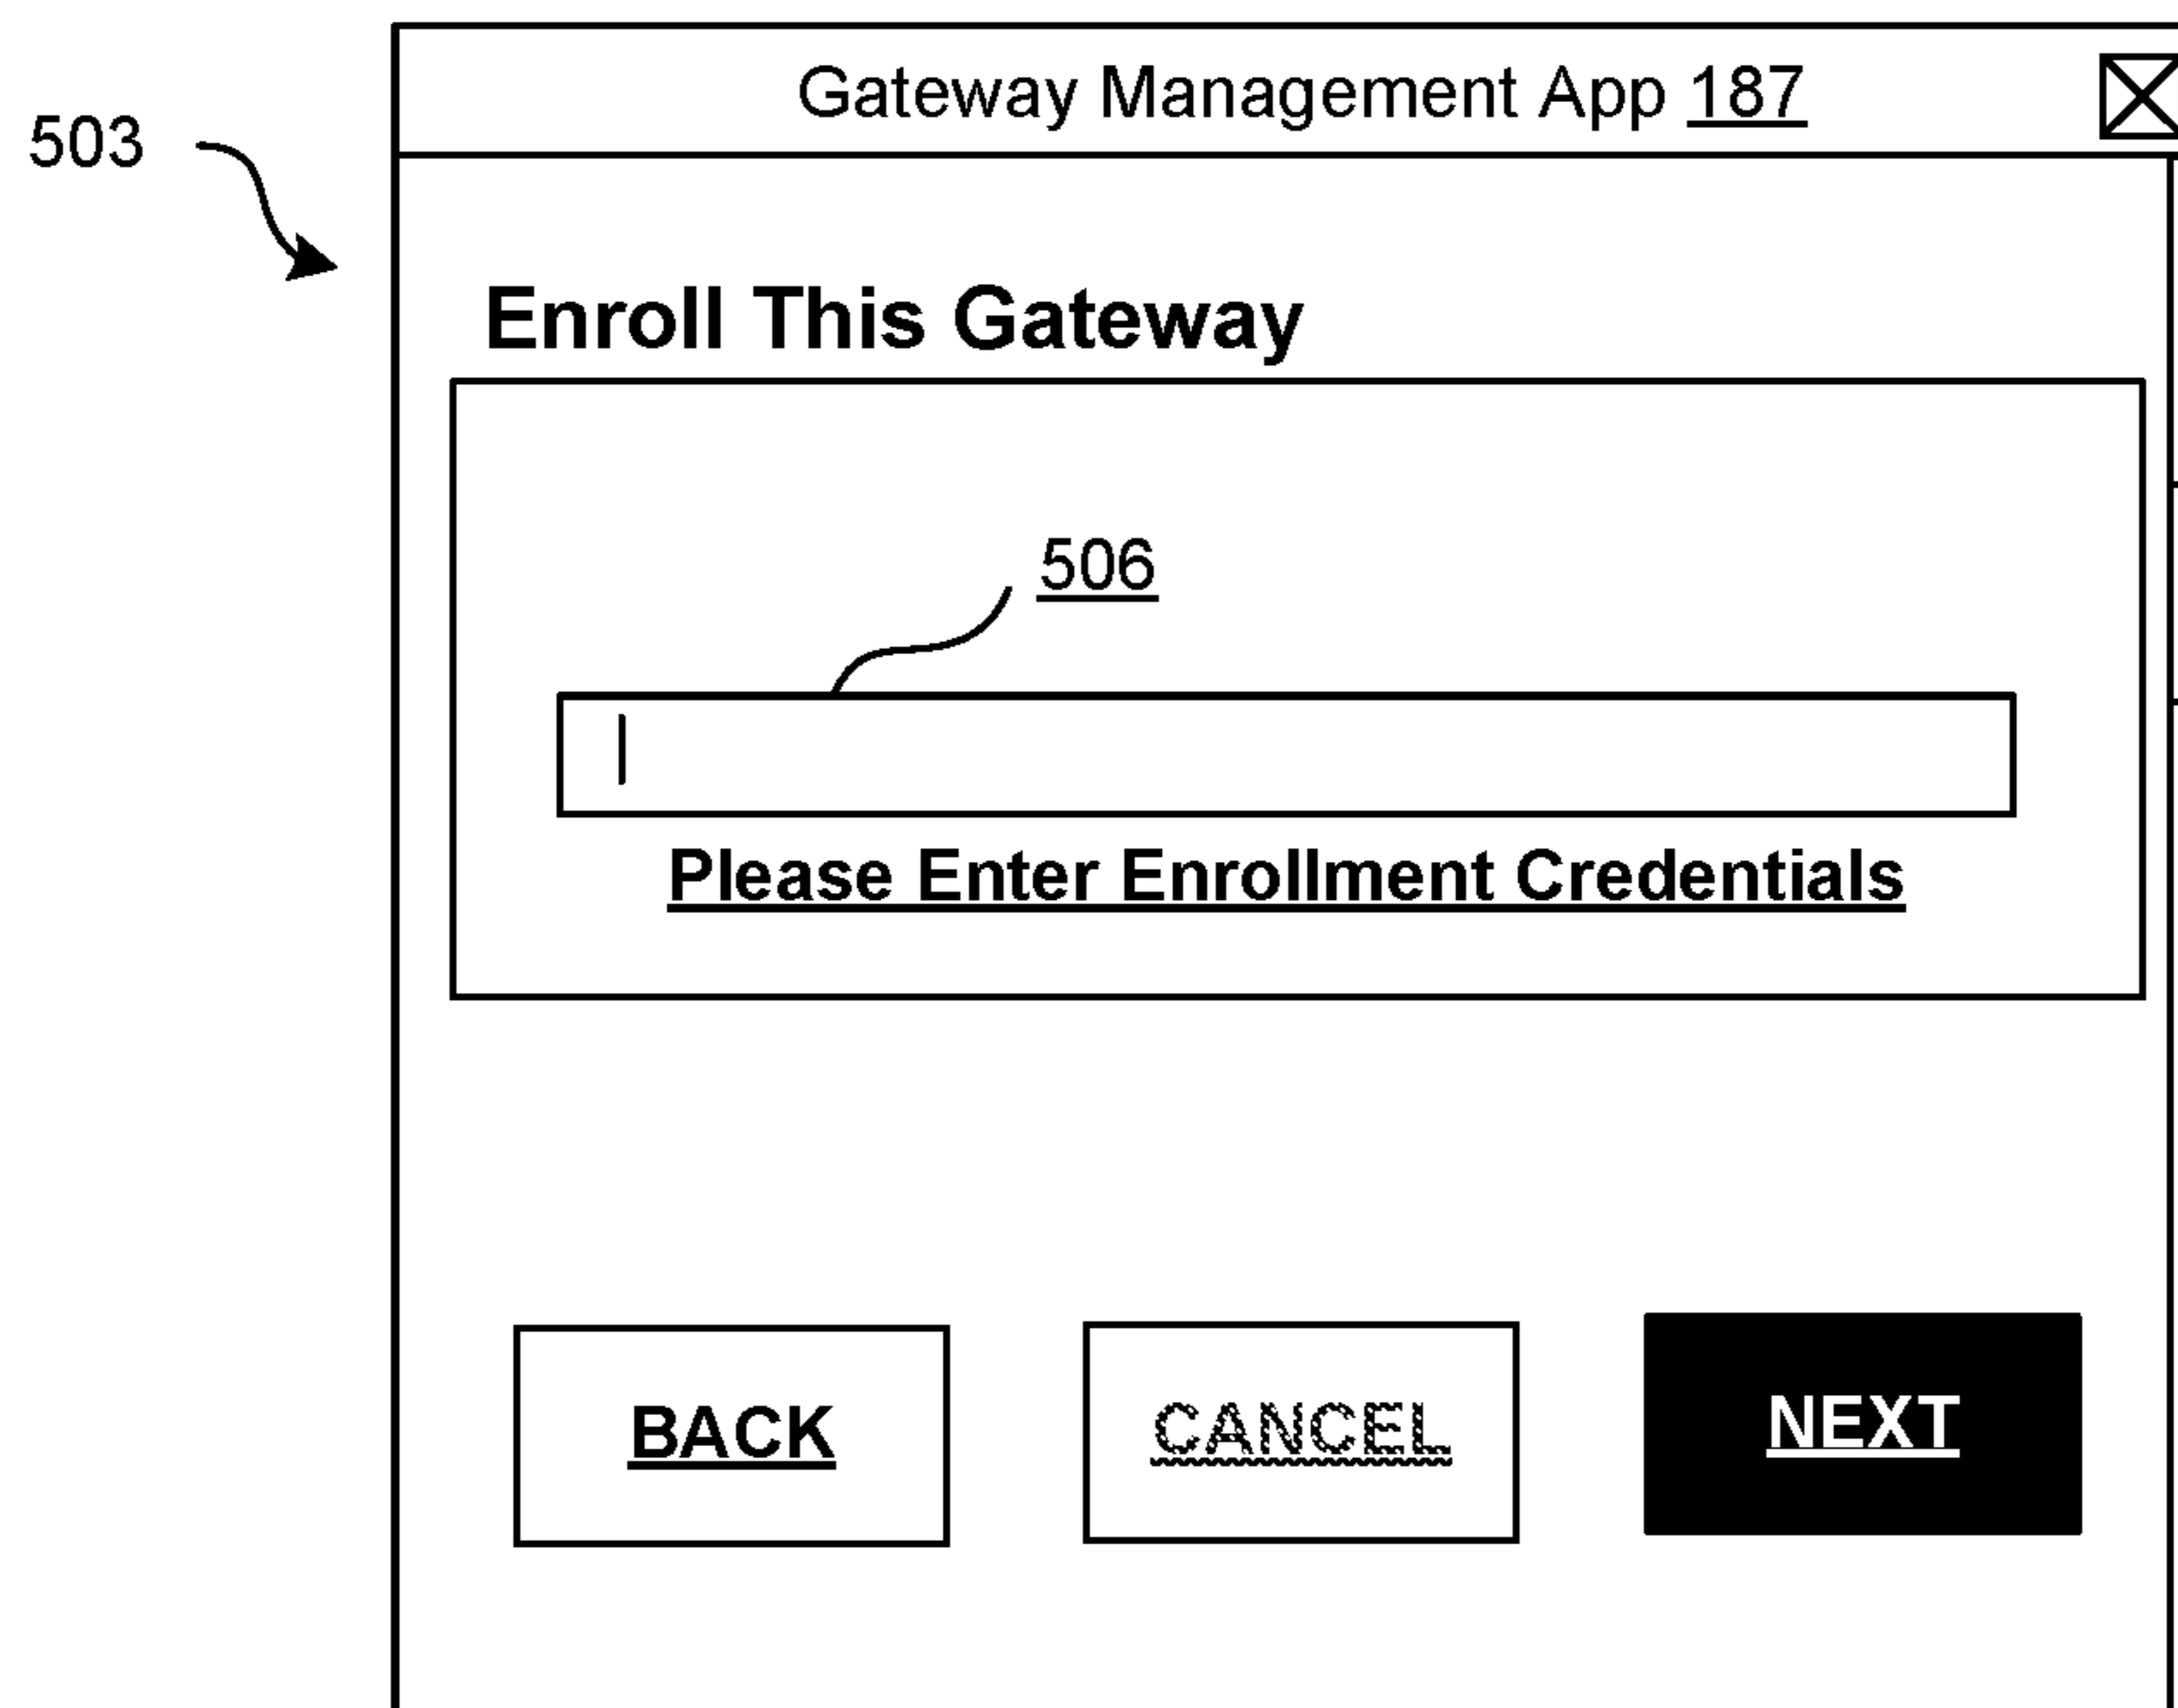 Gateway Management App 187
503
Enroll This Gateway
506
Please Enter Enrollment Credentials
BACK
CANCEL
NEXT